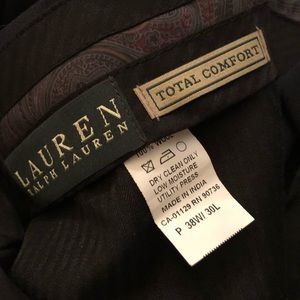 LAUREN
RALPH LAUREN
TOTAL COMFORT
100% WOOL
DRY CLEAN ONLY
LOW MOISTURE
UTILITY PRESS
MADE IN INDIA
CA-01129 RN 90736
P 38W/ 30L